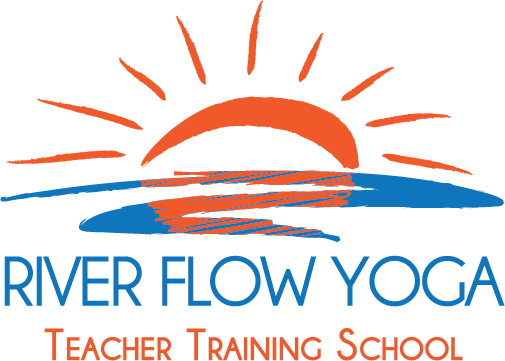 RIVER FLOW YOGA
TEACHER TRAINING SCHOOL